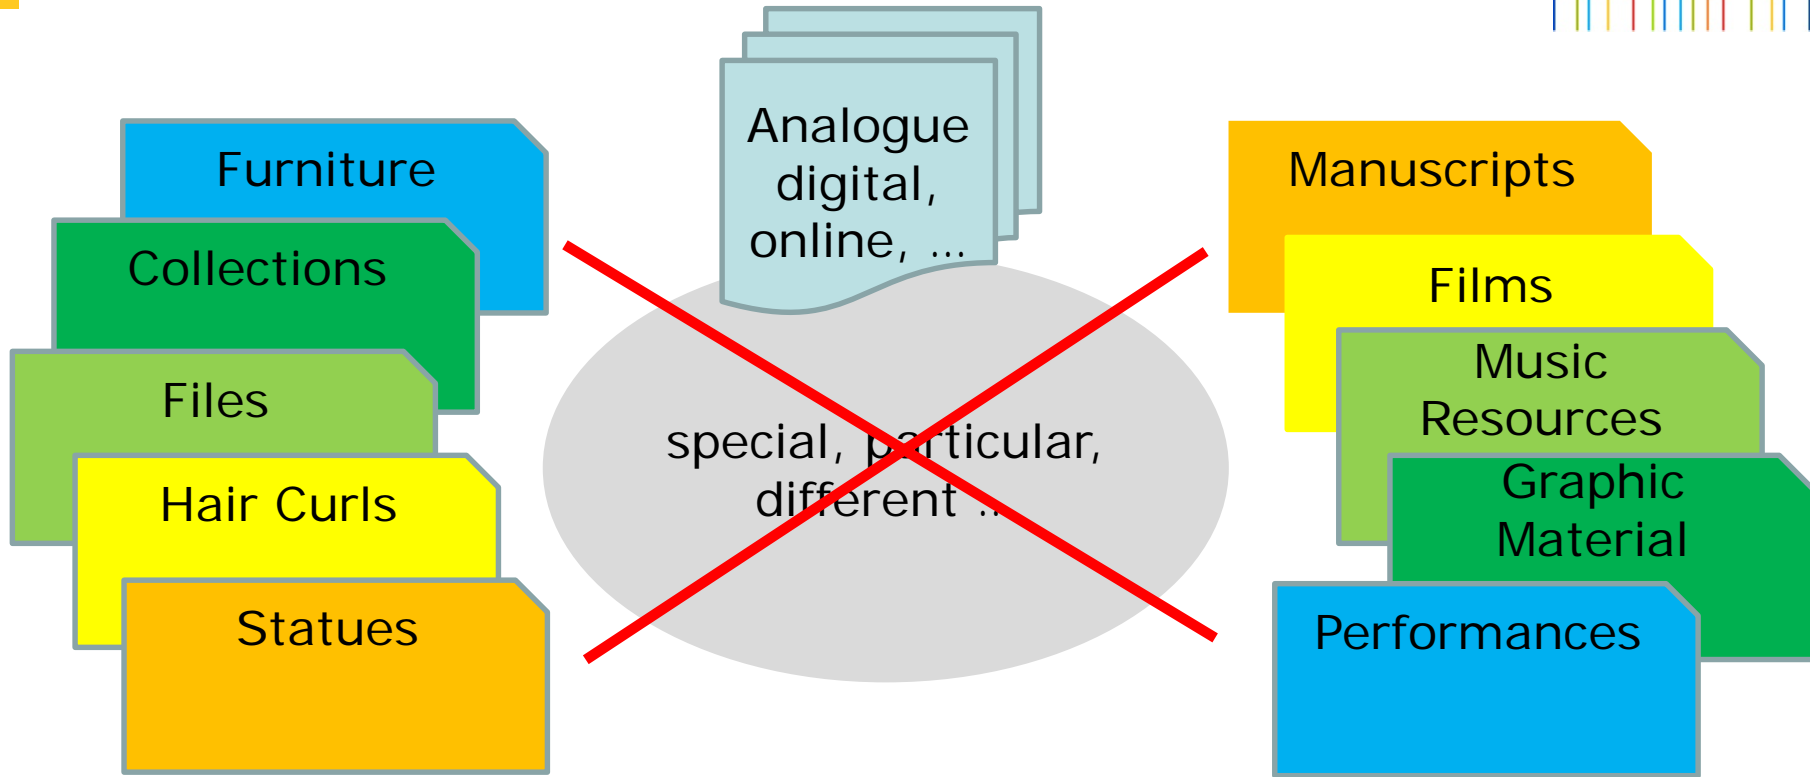 Analogue
digital,
online, ...
Furniture
Collections
Files
Hair Curls
Statues
special, particular,
different ...
Manuscripts
Films
Music
Resources
Graphic
Material
Performances